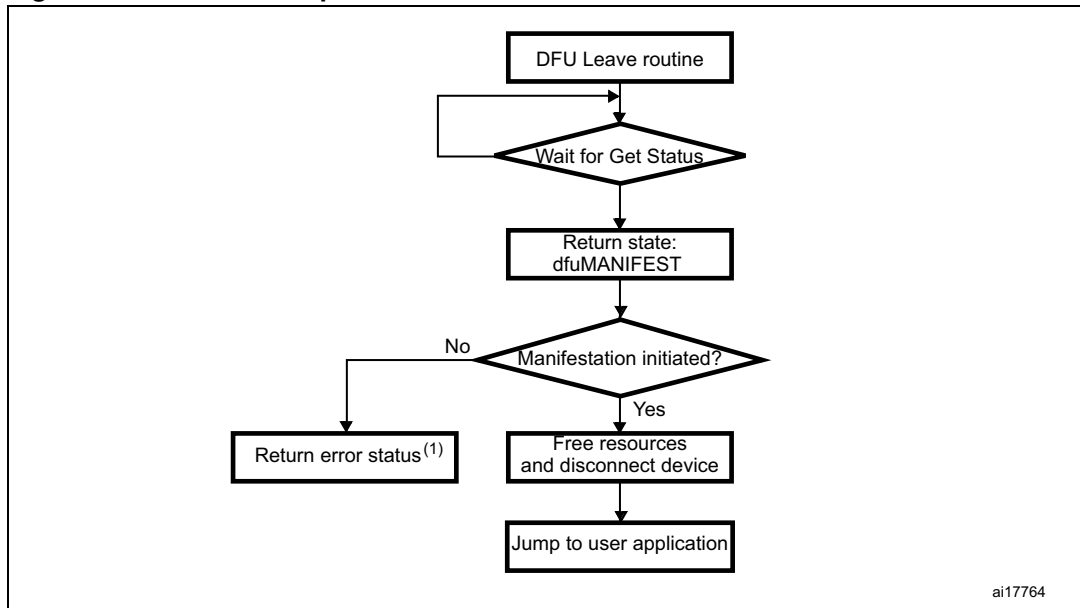 DFU Leave routine
Wait for Get Status
Return state:
dfuMANIFEST
No
Manifestation initiated?
Yes
Return error status(1)
Free resources
and disconnect device
Jump to user application
ai17764